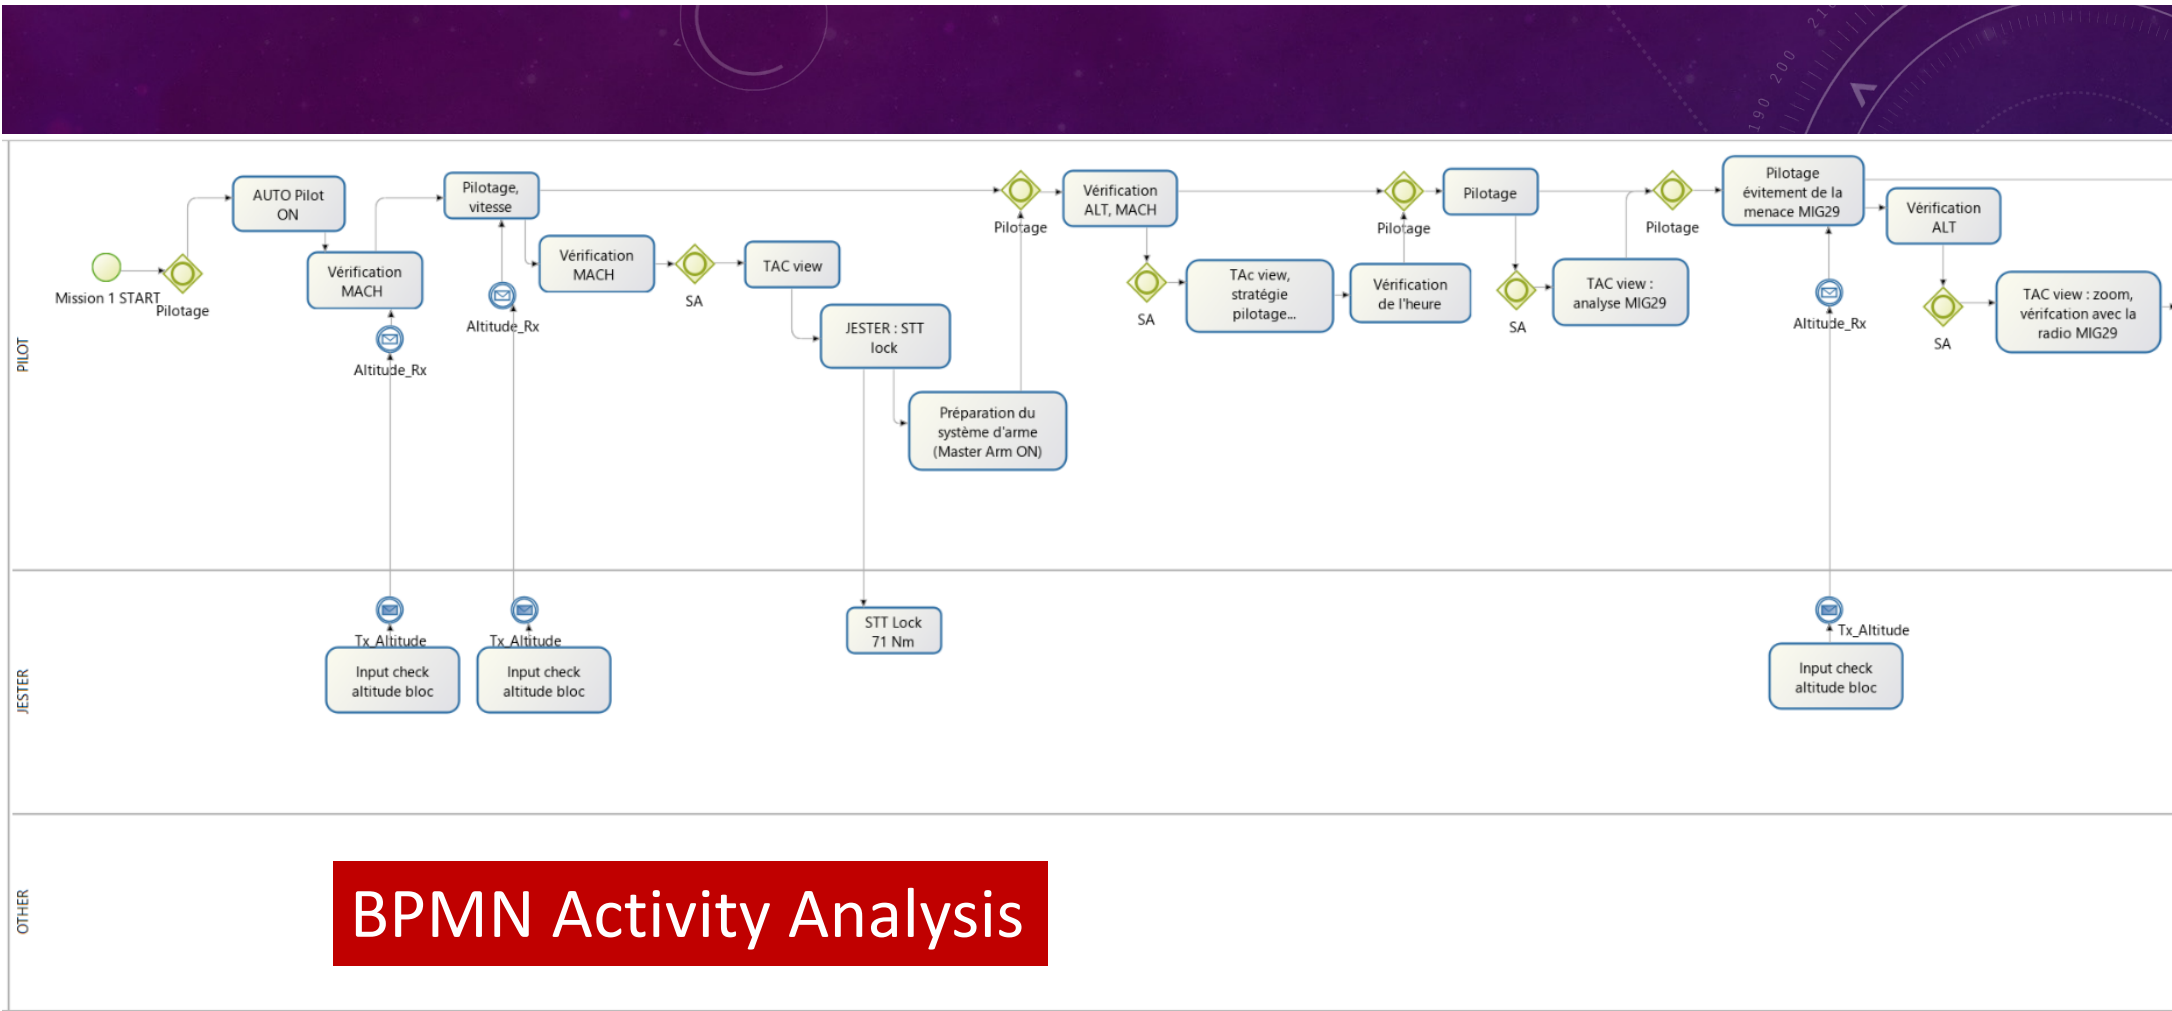 190 200 210
PILOT
Mission 1 START
Pilotage
AUTO Pilot
ON
Vérification
MACH
Altitude_Rx
Pilotage,
vitesse
Altitude_Rx
Vérification
MACH
SA
TAC view
JESTER : STT
lock
Préparation du
système d'arme
(Master Arm ON)
Pilotage
Vérification
ALT, MACH
SA
TAc view,
stratégie
pilotage...
Vérification
de l'heure
Pilotage
Pilotage
SA
TAC view :
analyse MIG29
Pilotage
Pilotage
évitement de la
menace MIG29
Altitude_Rx
Vérification
ALT
SA
TAC view : zoom,
vérifcation avec la
radio MIG29
JESTER
Tx_Altitude
Input check
altitude bloc
Tx_Altitude
Input check
altitude bloc
STT Lock
71 Nm
Tx_Altitude
Input check
altitude bloc
OTHER
BPMN Activity Analysis